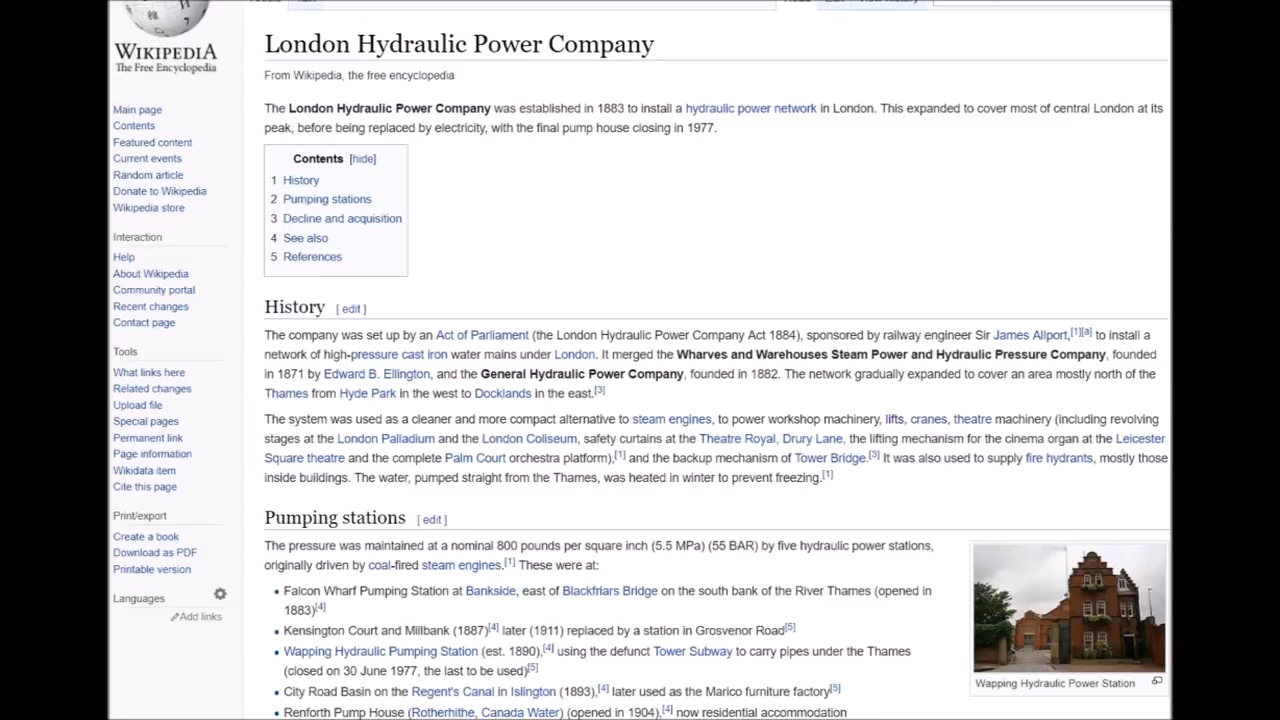 London Hydraulic Power Company
WIKIPEDIA
The Free Encyclopedia
From Wikipedia, the free encyclopedia
Main page
Contents
Featured content
Current events
Random article
Donate to Wikipedia
Wikipedia store
Interaction
Help
About Wikipedia
Community portal
Recent changes
Contact page
Tools
What links here
Related changes
Upload file
Special pages
Permanent link
Page information
Wikidata item
Cite this page
Print/export
Create a book
Download as PDF
Printable version
Languages
Add links
The London Hydraulic Power Company was established in 1883 to install a hydraulic power network in London. This expanded to cover most of central London at its
peak, before being replaced by electricity, with the final pump house closing in 1977.
Contents [hide]
1 History
2 Pumping stations
3 Decline and acquisition
4 See also
5 References
History [ edit ]
The company was set up by an Act of Parliament (the London Hydraulic Power Company Act 1884), sponsored by railway engineer Sir James Allport,[1][a] to install a
network of high-pressure cast iron water mains under London. It merged the Wharves and Warehouses Steam Power and Hydraulic Pressure Company, founded
in 1871 by Edward B. Ellington, and the General Hydraulic Power Company, founded in 1882. The network gradually expanded to cover an area mostly north of the
Thames from Hyde Park in the west to Docklands in the east.[3]
The system was used as a cleaner and more compact alternative to steam engines, to power workshop machinery, lifts, cranes, theatre machinery (including revolving
stages at the London Palladium and the London Coliseum, safety curtains at the Theatre Royal, Drury Lane, the lifting mechanism for the cinema organ at the Leicester
Square theatre and the complete Palm Court orchestra platform),[1] and the backup mechanism of Tower Bridge.[3] It was also used to supply fire hydrants, mostly those
inside buildings. The water, pumped straight from the Thames, was heated in winter to prevent freezing.[1]
Pumping stations [ edit ]
The pressure was maintained at a nominal 800 pounds per square inch (5.5 MPa) (55 BAR) by five hydraulic power stations,
originally driven by coal-fired steam engines.[1] These were at:
• Falcon Wharf Pumping Station at Bankside, east of Blackfriars Bridge on the south bank of the River Thames (opened in
1883)[4]
• Kensington Court and Millbank (1887)[4] later (1911) replaced by a station in Grosvenor Road[5]
• Wapping Hydraulic Pumping Station (est. 1890),[4] using the defunct Tower Subway to carry pipes under the Thames
(closed on 30 June 1977, the last to be used)[5]
• City Road Basin on the Regent's Canal in Islington (1893),[4] later used as the Marico furniture factory[5]
• Renforth Pump House (Rotherhithe, Canada Water) (opened in 1904),[4] now residential accommodation
Wapping Hydraulic Power Station